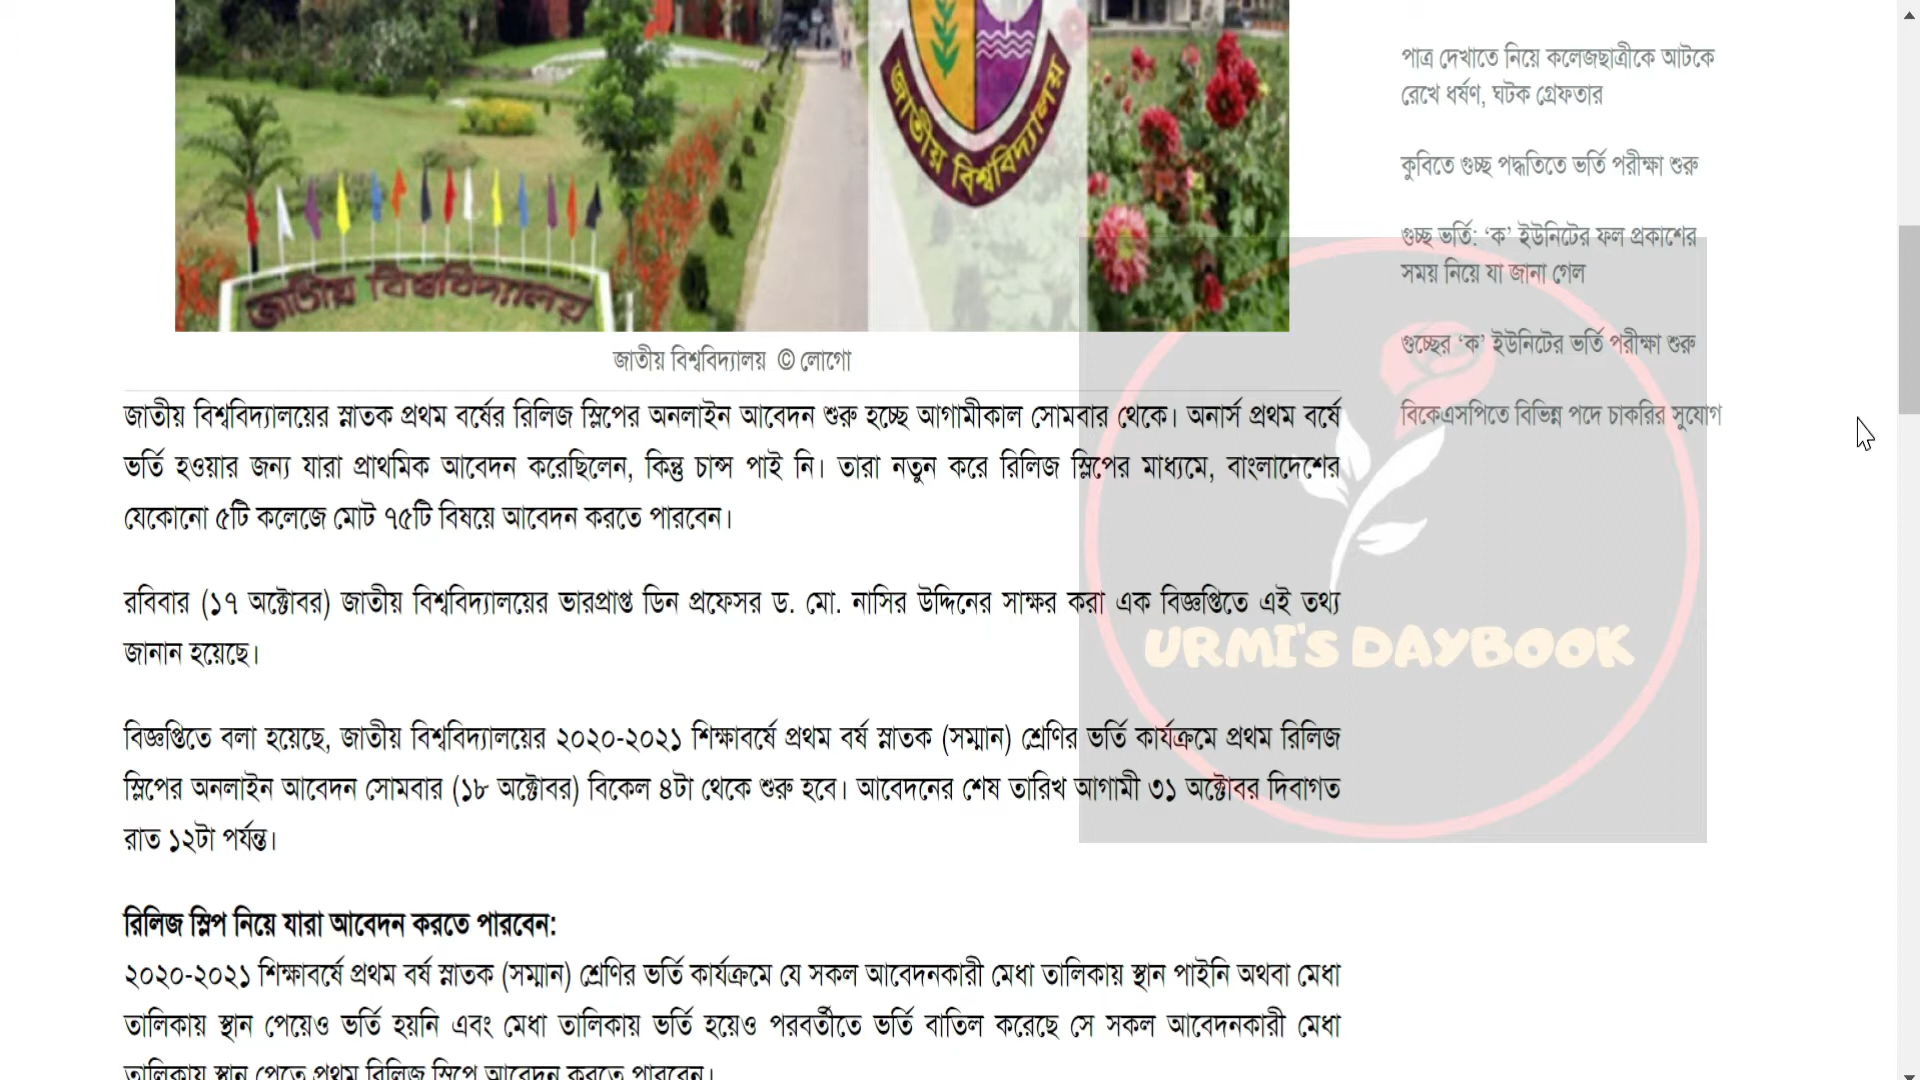 জাতীয় বিশ্ববিদ্যালয়
জাতীয় বিশ্ববিদ্যালয়
জাতীয় বিশ্ববিদ্যালয় © লোগো
জাতীয় বিশ্ববিদ্যালয়ের স্নাতক প্রথম বর্ষের রিলিজ স্লিপের অনলাইন আবেদন শুরু হচ্ছে আগামীকাল সোমবার থেকে। অনার্স প্রথম বর্ষে
ভর্তি হওয়ার জন্য যারা প্রাথমিক আবেদন করেছিলেন, কিন্তু চান্স পাই নি। তারা নতুন করে রিলিজ স্লিপের মাধ্যমে, বাংলাদেশের
যেকোনো ৫টি কলেজে মোট ৭৫টি বিষয়ে আবেদন করতে পারবেন।
রবিবার (১৭ অক্টোবর) জাতীয় বিশ্ববিদ্যালয়ের ভারপ্রাপ্ত ডিন প্রফেসর ড. মো. নাসির উদ্দিনের সাক্ষর করা এক বিজ্ঞপ্তিতে এই তথ্য
জানান হয়েছে।
বিজ্ঞপ্তিতে বলা হয়েছে, জাতীয় বিশ্ববিদ্যালয়ের ২০২০-২০২১ শিক্ষাবর্ষে প্রথম বর্ষ স্নাতক (সম্মান) শ্রেণির ভর্তি কার্যক্রমে প্রথম রিলিজ
স্লিপের অনলাইন আবেদন সোমবার (১৮ অক্টোবর) বিকেল ৪টা থেকে শুরু হবে। আবেদনের শেষ তারিখ আগামী ৩১ অক্টোবর দিবাগত
রাত ১২টা পর্যন্ত।
রিলিজ স্লিপ নিয়ে যারা আবেদন করতে পারবেন:
২০২০-২০২১ শিক্ষাবর্ষে প্রথম বর্ষ স্নাতক (সম্মান) শ্রেণির ভর্তি কার্যক্রমে যে সকল আবেদনকারী মেধা তালিকায় স্থান পাইনি অথবা মেধা
তালিকায় স্থান পেয়েও ভর্তি হয়নি এবং মেধা তালিকায় ভর্তি হয়েও পরবর্তীতে ভর্তি বাতিল করেছে সে সকল আবেদনকারী মেধা
তালিকায় স্থান পেতে প্রথম রিলিজ স্লিপে আবেদন করতে পারবেন।
পাত্র দেখাতে নিয়ে কলেজছাত্রীকে আটকে
রেখে ধর্ষণ, ঘটক গ্রেফতার
কুবিতে গুচ্ছ পদ্ধতিতে ভর্তি পরীক্ষা শুরু
গুচ্ছ ভর্তি: ‘ক’ ইউনিটের ফল প্রকাশের
সময় নিয়ে যা জানা গেল
গুচ্ছের ‘ক’ ইউনিটের ভর্তি পরীক্ষা শুরু
বিকেএসপিতে বিভিন্ন পদে চাকরির সুযোগ
URMI'S DAYBOOK